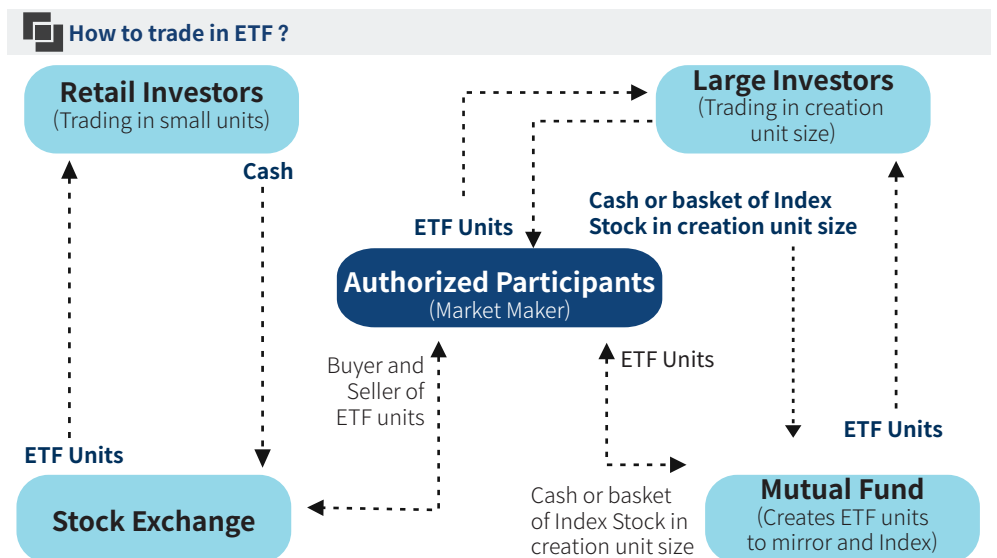 How to trade in ETF ?
Retail Investors
(Trading in small units)
Large Investors
(Trading in creation
unit size)
Cash
ETF Units
Cash or basket of Index
Stock in creation unit size
Authorized Participants
(Market Maker)
Buyer and
Seller of
ETF units
ETF Units
ETF Units
ETF Units
Stock Exchange
Cash or basket
of Index Stock in
creation unit size
Mutual Fund
(Creates ETF units
to mirror and Index)